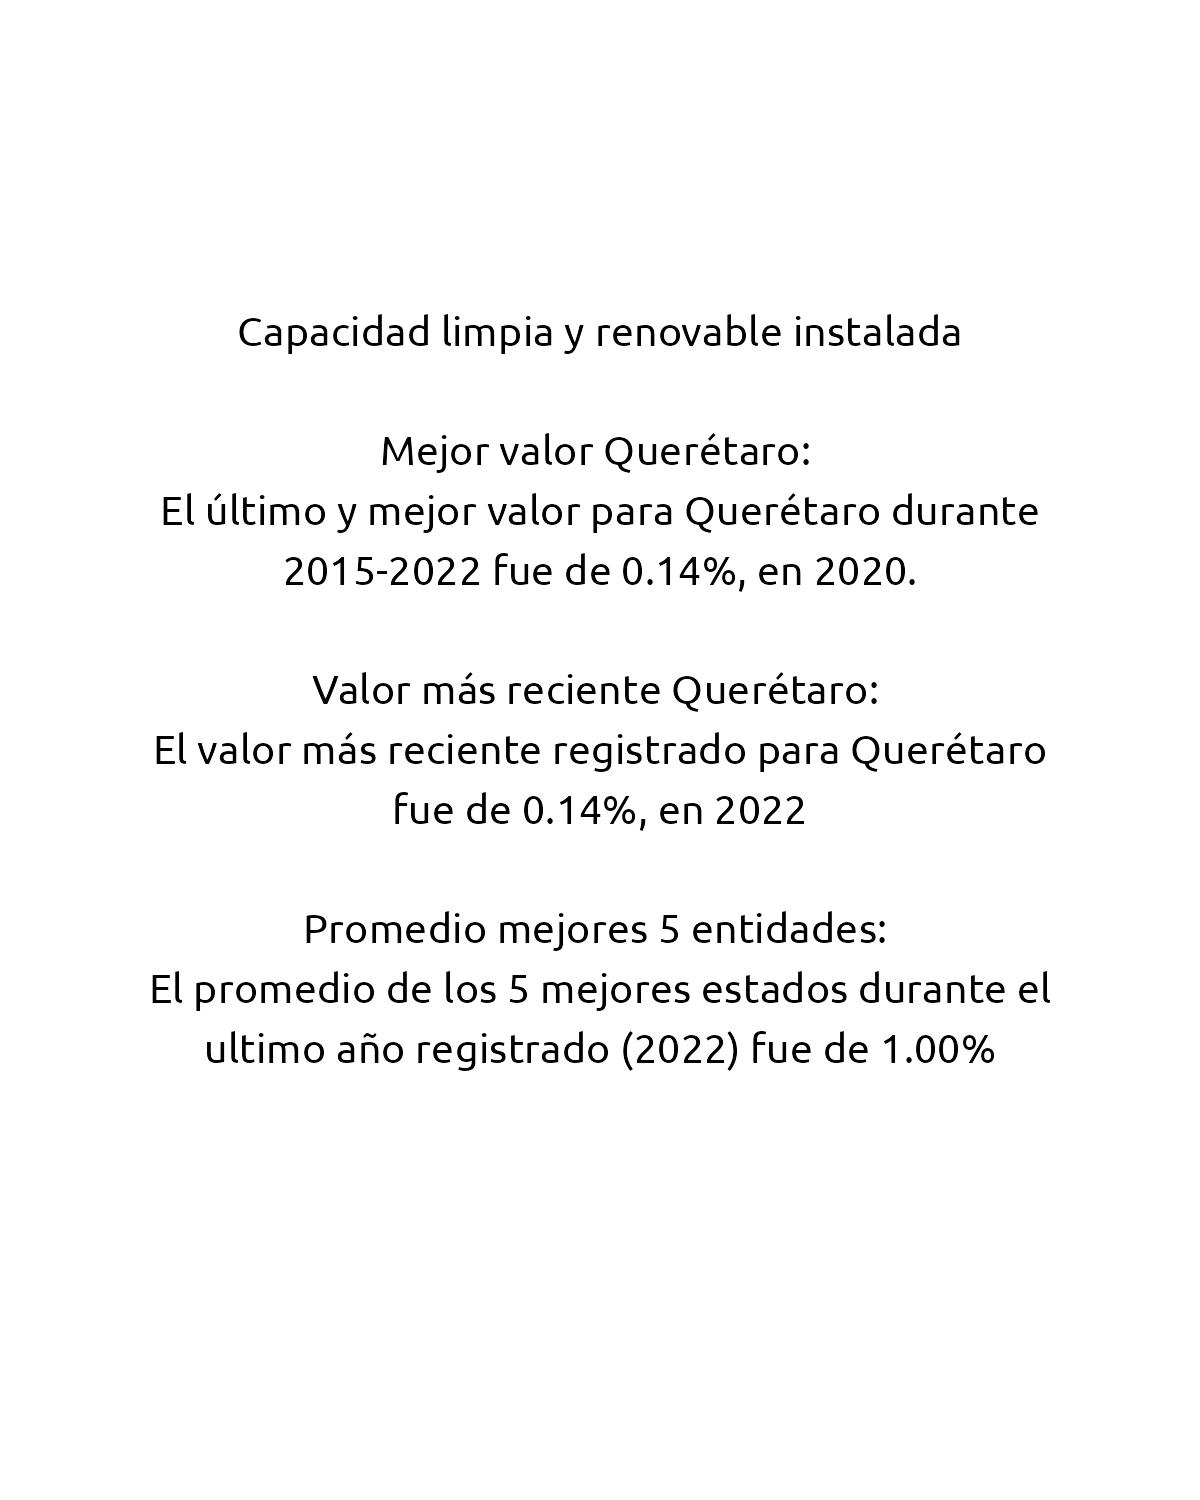 Capacidad limpia y renovable instalada
Mejor valor Querétaro:
El último y mejor valor para Querétaro durante
2015-2022 fue de 0.14%, en 2020.
Valor más reciente Querétaro:
El valor más reciente registrado para Querétaro
fue de 0.14%, en 2022
Promedio mejores 5 entidades:
El promedio de los 5 mejores estados durante el
ultimo año registrado (2022) fue de 1.00%